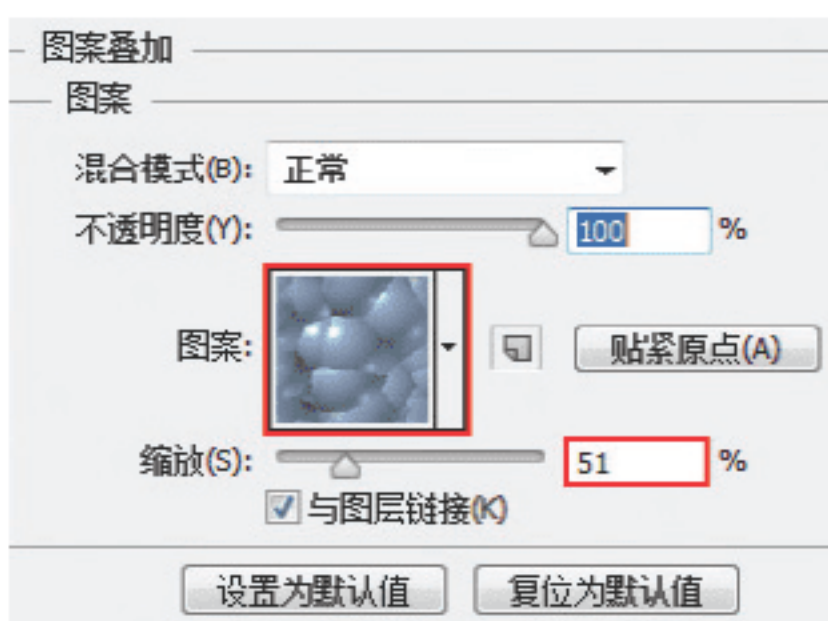 图案叠加
图案
混合模式(B): 正常
不透明度(Y): 100 %
图案: 贴紧原点(A)
缩放(S): 51 %
与图层链接(K)
设置为默认值 复位为默认值